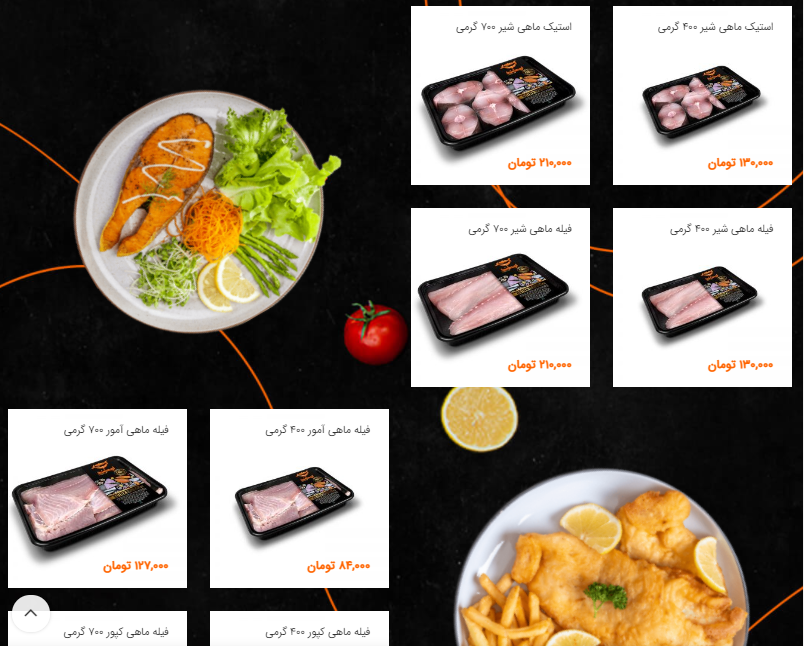 استیک ماهی شیر ۴۰۰ گرمی
۱۳۰,۰۰۰ تومان
استیک ماهی شیر ۷۰۰ گرمی
۲۱۰,۰۰۰ تومان
فیله ماهی شیر ۴۰۰ گرمی
۱۳۰,۰۰۰ تومان
فیله ماهی شیر ۷۰۰ گرمی
۲۱۰,۰۰۰ تومان
فیله ماهی آمور ۴۰۰ گرمی
۸۴,۰۰۰ تومان
فیله ماهی آمور ۷۰۰ گرمی
۱۲۷,۰۰۰ تومان
فیله ماهی کپور ۴۰۰ گرمی
فیله ماهی کپور ۷۰۰ گرمی